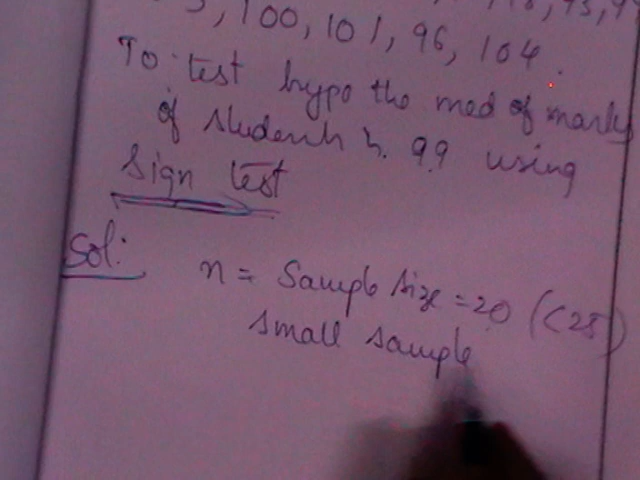 100, 101, 96, 104.
To test hypo the med of marks
of students is 99 using
Sign test
Sol:
n = Sample size = 20 (<25)
small sample